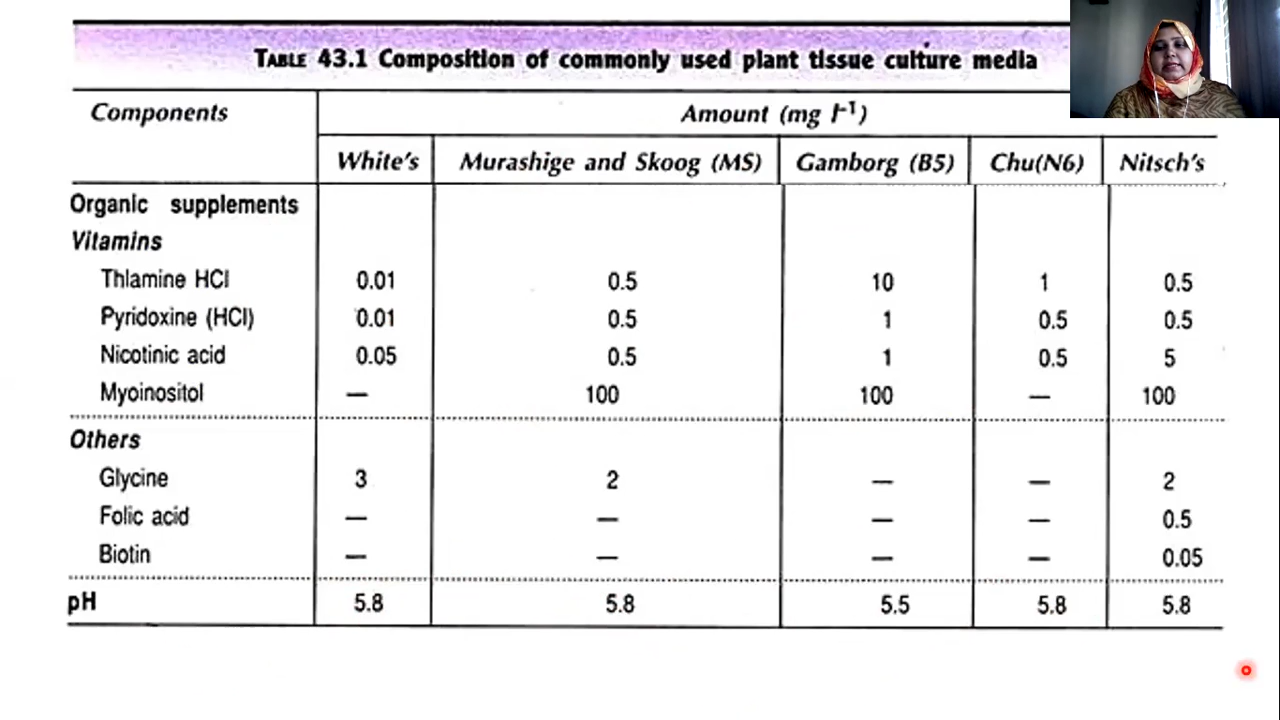 TABLE 43.1 Composition of commonly used plant tissue culture media
Components Amount (mg l-1)
White's Murashige and Skoog (MS) Gamborg (B5) Chu(N6) Nitsch's
Organic supplements
Vitamins
Thiamine HCl 0.01 0.5 10 1 0.5
Pyridoxine (HCl) 0.01 0.5 1 0.5 0.5
Nicotinic acid 0.05 0.5 1 0.5 5
Myoinositol — 100 100 — 100
Others
Glycine 3 2 — — 2
Folic acid — — — — 0.5
Biotin — — — — 0.05
pH 5.8 5.8 5.5 5.8 5.8